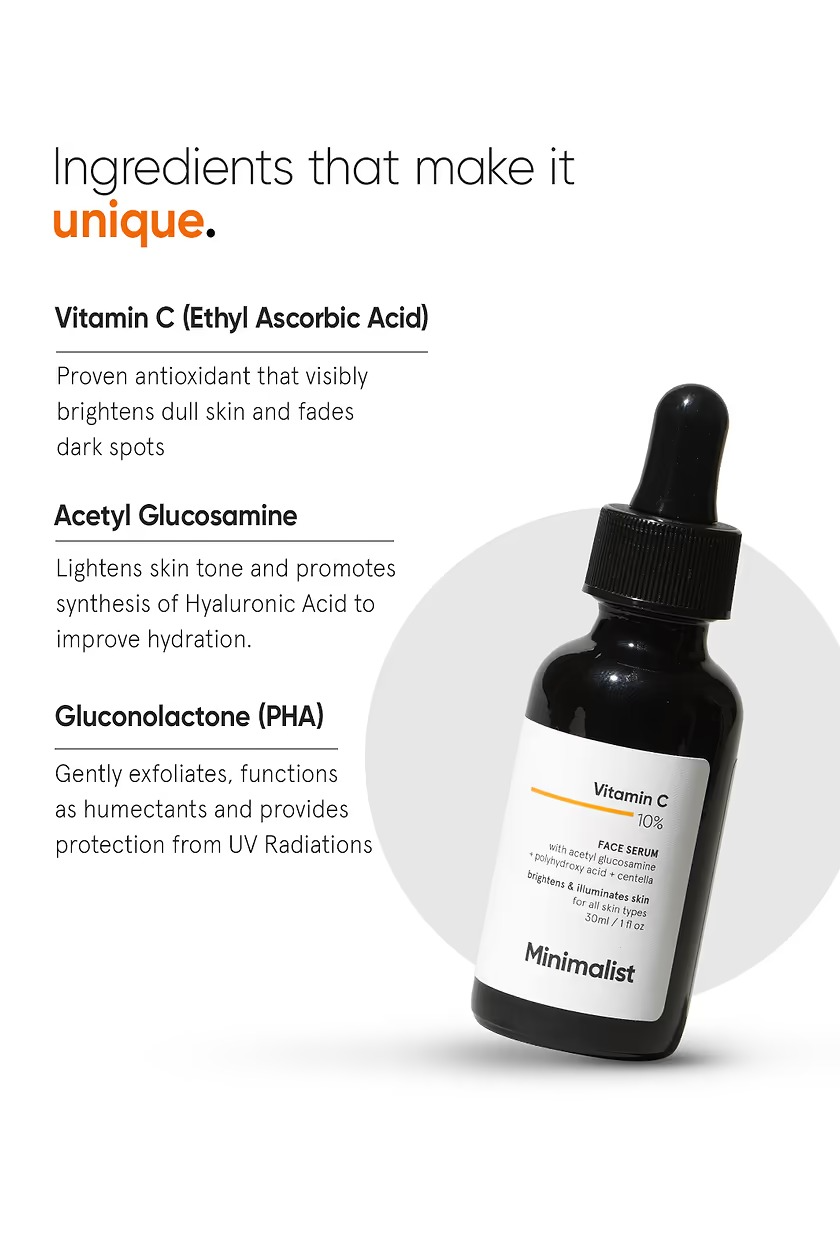 Ingredients that make it
unique.
Vitamin C (Ethyl Ascorbic Acid)
Proven antioxidant that visibly
brightens dull skin and fades
dark spots
Acetyl Glucosamine
Lightens skin tone and promotes
synthesis of Hyaluronic Acid to
improve hydration.
Gluconolactone (PHA)
Gently exfoliates, functions
as humectants and provides
protection from UV Radiations
Vitamin C
10%
FACE SERUM
with acetyl glucosamine
+ polyhydroxy acid + centella
brightens & illuminates skin
for all skin types
30ml / 1 fl oz
Minimalist